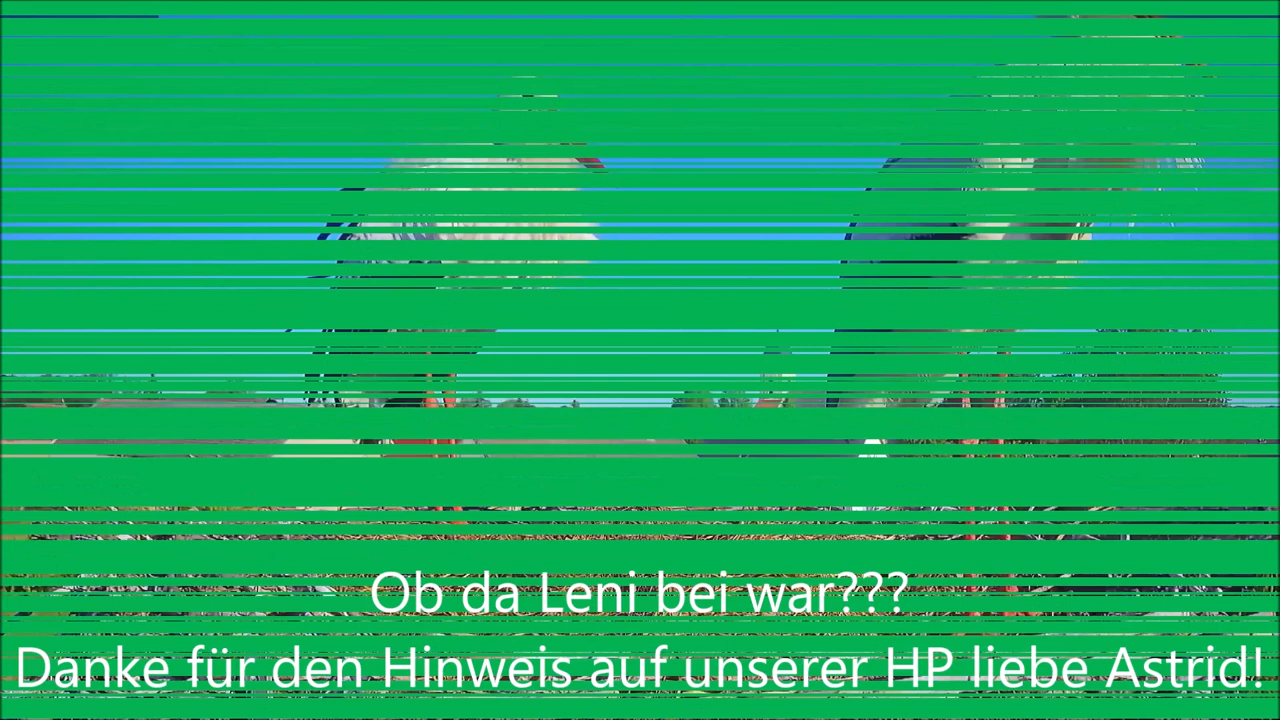 Ob da Leni bei war???
Danke für den Hinweis auf unserer HP liebe Astrid!